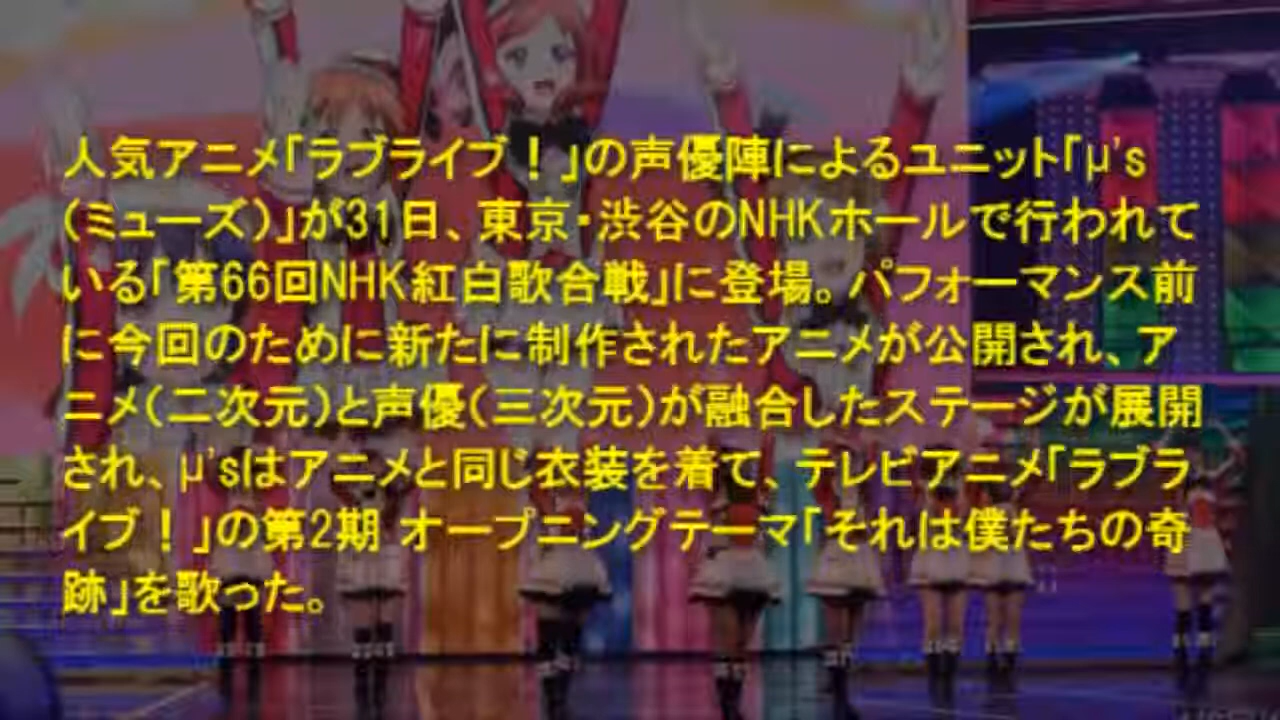 人気アニメ「ラブライブ！」の声優陣によるユニット「μ's
（ミューズ）」が31日、東京・渋谷のNHKホールで行われて
いる「第66回NHK紅白歌合戦」に登場。パフォーマンス前
に今回のために新たに制作されたアニメが公開され、ア
ニメ（二次元）と声優（三次元）が融合したステージが展開
され、μ'sはアニメと同じ衣装を着て、テレビアニメ「ラブラ
イブ！」の第2期 オープニングテーマ「それは僕たちの奇
跡」を歌った。